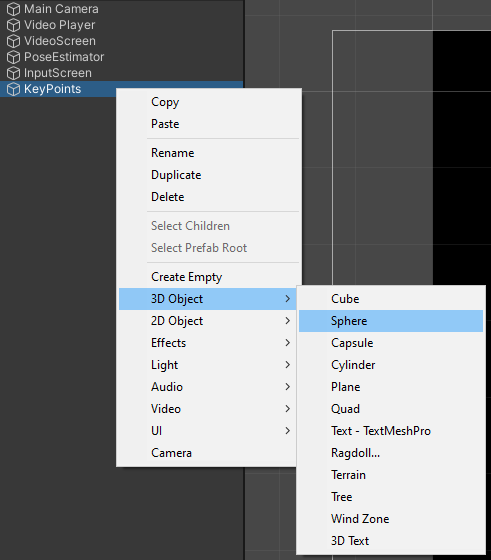 Main Camera
Video Player
VideoScreen
PoseEstimator
InputScreen
KeyPoints
Copy
Paste
Rename
Duplicate
Delete
Select Children
Select Prefab Root
Create Empty
3D Object
2D Object
Effects
Light
Audio
Video
UI
Camera
Cube
Sphere
Capsule
Cylinder
Plane
Quad
Text - TextMeshPro
Ragdoll...
Terrain
Tree
Wind Zone
3D Text